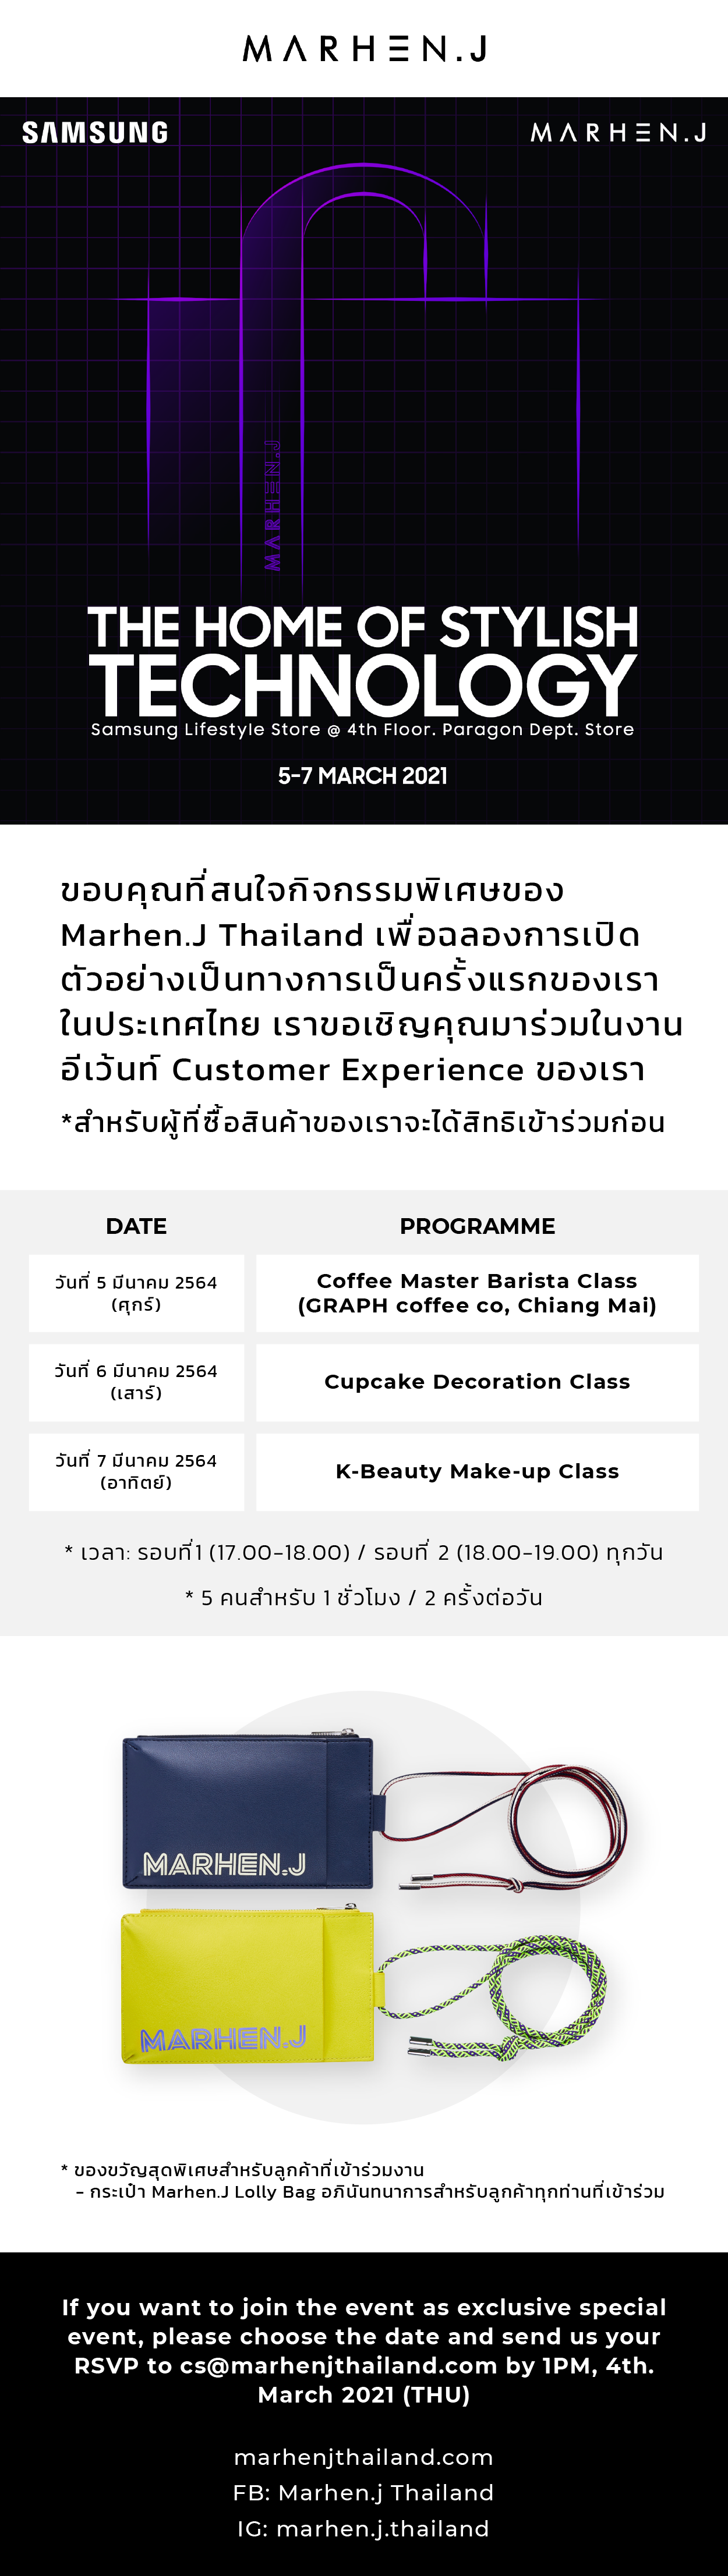 MARHEN.J
SAMSUNG
MARHEN.J
MARHEN.J
THE HOME OF STYLISH
TECHNOLOGY
Samsung Lifestyle Store @ 4th Floor. Paragon Dept. Store
5-7 MARCH 2021
ขอบคุณที่สนใจกิจกรรมพิเศษของ
Marhen.J Thailand เพื่อฉลองการเปิด
ตัวอย่างเป็นทางการเป็นครั้งแรกของเรา
ในประเทศไทย เราขอเชิญคุณมาร่วมในงาน
อีเว้นท์ Customer Experience ของเรา
*สำหรับผู้ที่ซื้อสินค้าของเราจะได้สิทธิเข้าร่วมก่อน
DATE PROGRAMME
วันที่ 5 มีนาคม 2564
(ศุกร์)
Coffee Master Barista Class
(GRAPH coffee co, Chiang Mai)
วันที่ 6 มีนาคม 2564
(เสาร์)
Cupcake Decoration Class
วันที่ 7 มีนาคม 2564
(อาทิตย์)
K-Beauty Make-up Class
* เวลา: รอบที่1 (17.00-18.00) / รอบที่ 2 (18.00-19.00) ทุกวัน
* 5 คนสำหรับ 1 ชั่วโมง / 2 ครั้งต่อวัน
MARHEN.J
MARHEN.J
* ของขวัญสุดพิเศษสำหรับลูกค้าที่เข้าร่วมงาน
- กระเป๋า Marhen.J Lolly Bag อภินันทนาการสำหรับลูกค้าทุกท่านที่เข้าร่วม
If you want to join the event as exclusive special
event, please choose the date and send us your
RSVP to cs@marhenjthailand.com by 1PM, 4th.
March 2021 (THU)
marhenjthailand.com
FB: Marhen.j Thailand
IG: marhen.j.thailand